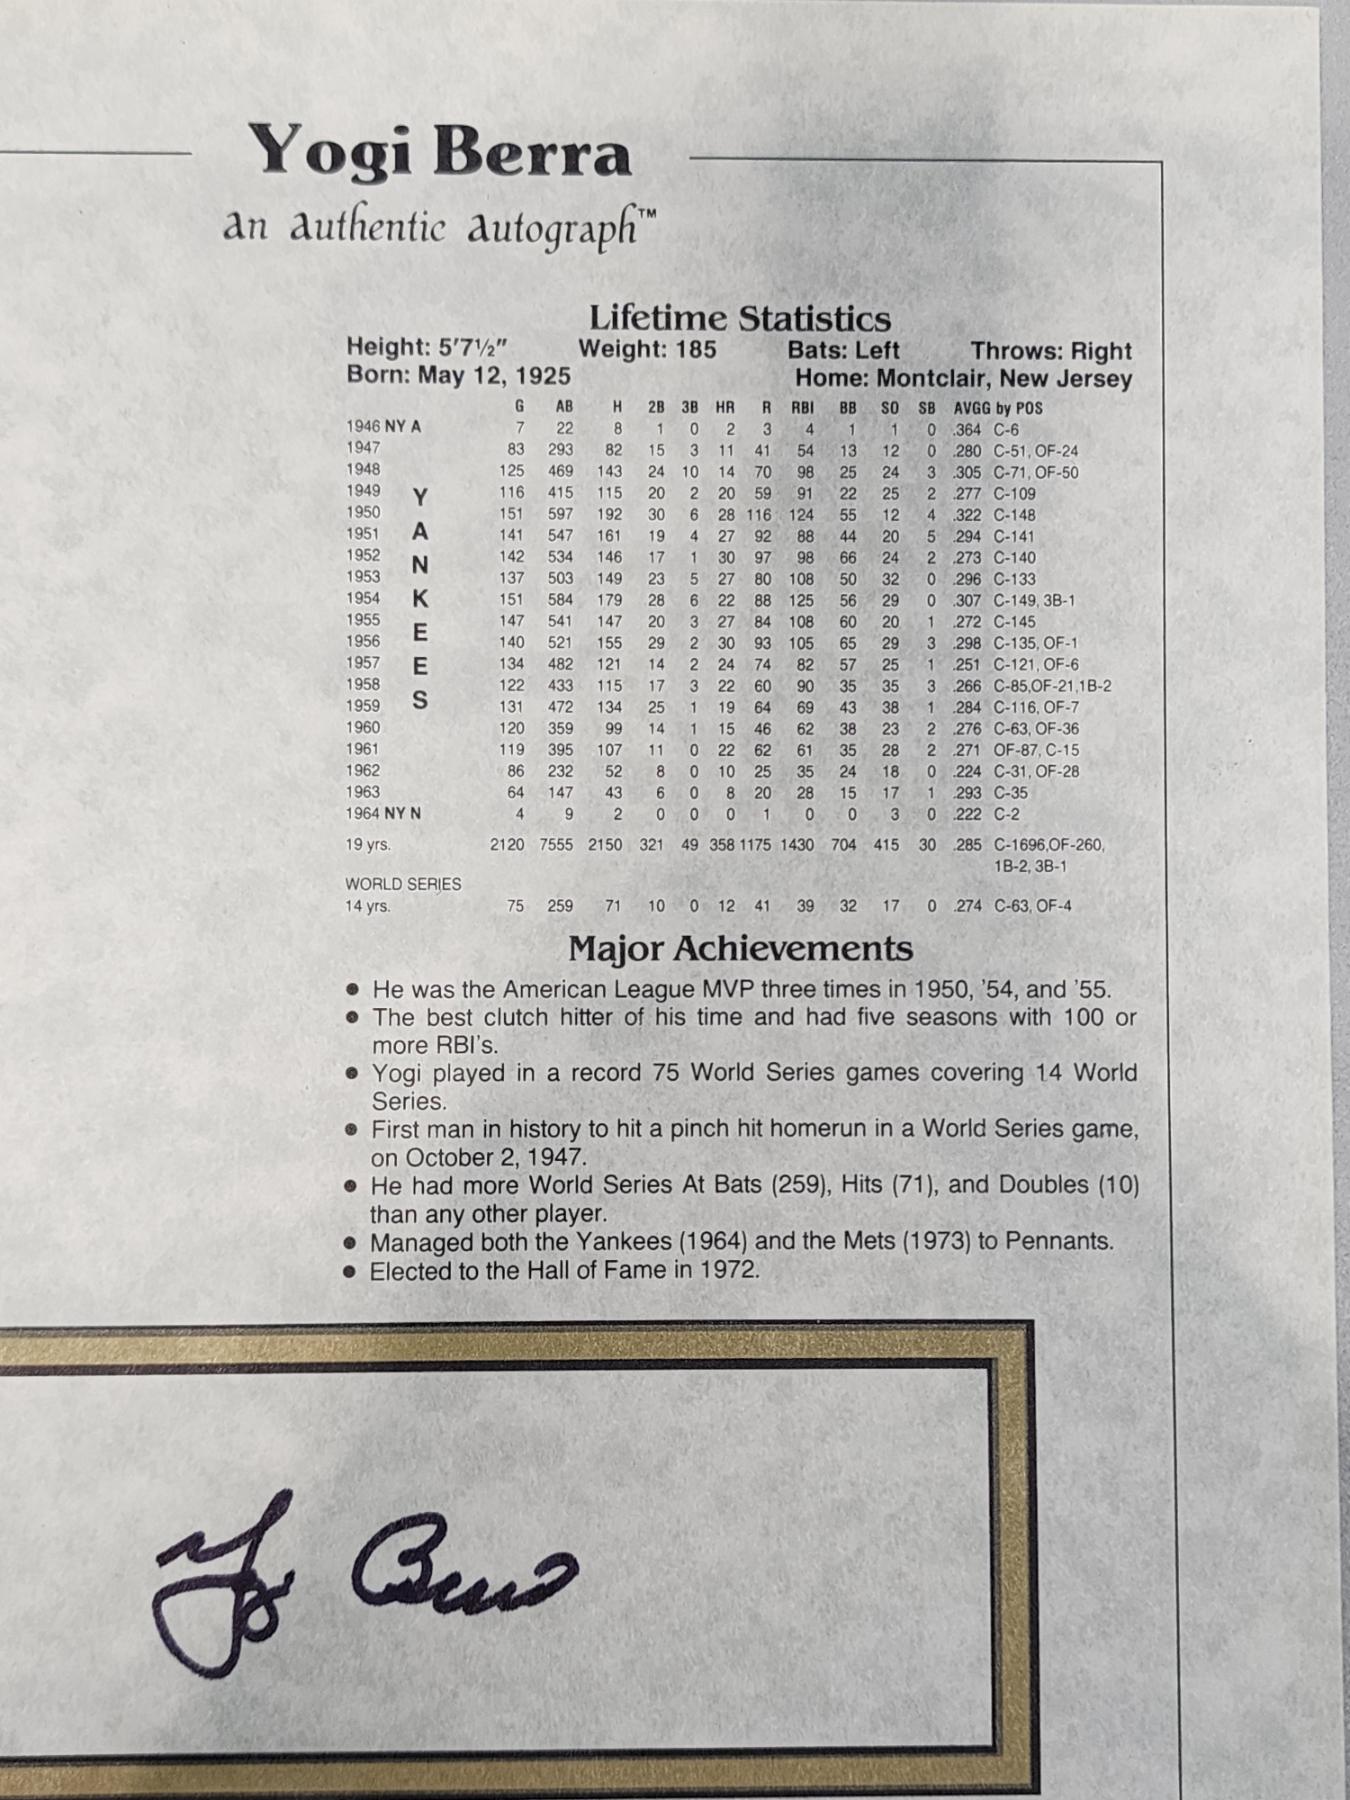 Yogi Berra
an authentic autograph™
Lifetime Statistics
Height: 5'7½" Weight: 185 Bats: Left Throws: Right
Born: May 12, 1925 Home: Montclair, New Jersey
G AB H 2B 3B HR R RBI BB SO SB AVG G by POS
1946 NY A 7 22 8 1 0 2 3 4 1 1 0 .364 C-6
1947 83 293 82 15 3 11 41 54 13 12 0 .280 C-51, OF-24
1948 125 469 143 24 10 14 70 98 25 24 3 .305 C-71, OF-50
1949 116 415 115 20 2 20 59 91 22 25 2 .277 C-109
1950 151 597 192 30 6 28 116 124 55 12 4 .322 C-148
1951 141 547 161 19 4 27 92 88 44 20 5 .294 C-141
1952 142 534 146 17 1 30 97 98 66 24 2 .273 C-140
1953 137 503 149 23 5 27 80 108 50 32 0 .296 C-133
1954 151 584 179 28 6 22 88 125 56 29 0 .307 C-149, 3B-1
1955 147 541 147 20 3 27 84 108 60 20 1 .272 C-145
1956 140 521 155 29 2 30 93 105 65 29 3 .298 C-135, OF-1
1957 134 482 121 14 2 24 74 82 57 25 1 .251 C-121, OF-6
1958 122 433 115 17 3 22 60 90 35 35 3 .266 C-85,OF-21,1B-2
1959 131 472 134 25 1 19 64 69 43 38 1 .284 C-116, OF-7
1960 120 359 99 14 1 15 46 62 38 23 2 .276 C-63, OF-36
1961 119 395 107 11 0 22 62 61 35 28 2 .271 OF-87, C-15
1962 86 232 52 8 0 10 25 35 24 18 0 .224 C-31, OF-28
1963 64 147 43 6 0 8 20 28 15 17 1 .293 C-35
1964 NY N 4 9 2 0 0 0 1 0 0 3 0 .222 C-2
YANKEES
19 yrs. 2120 7555 2150 321 49 358 1175 1430 704 415 30 .285 C-1696,OF-260,
1B-2, 3B-1
WORLD SERIES
14 yrs. 75 259 71 10 0 12 41 39 32 17 0 .274 C-63, OF-4
Major Achievements
● He was the American League MVP three times in 1950, '54, and '55.
● The best clutch hitter of his time and had five seasons with 100 or
more RBI's.
● Yogi played in a record 75 World Series games covering 14 World
Series.
● First man in history to hit a pinch hit homerun in a World Series game,
on October 2, 1947.
● He had more World Series At Bats (259), Hits (71), and Doubles (10)
than any other player.
● Managed both the Yankees (1964) and the Mets (1973) to Pennants.
● Elected to the Hall of Fame in 1972.
Yogi Berra